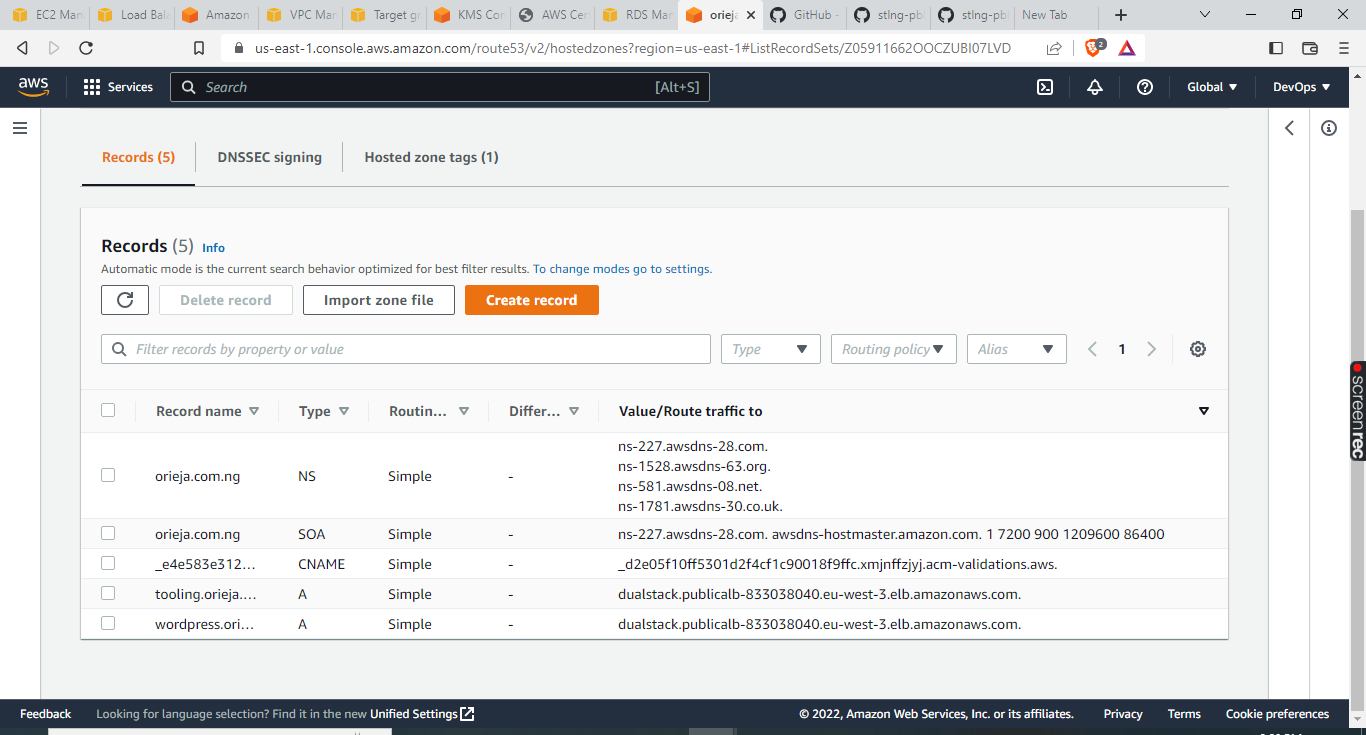 EC2 Man
Load Bala
Amazon
VPC Man
Target gr
KMS Con
AWS Cer
RDS Man
orieja
GitHub -
stlng-pbl
stlng-pbl
New Tab
us-east-1.console.aws.amazon.com/route53/v2/hostedzones?region=us-east-1#ListRecordSets/Z05911662OOCZUBI07LVD
2
aws
Services
Search
[Alt+S]
Global
DevOps
Records (5)
DNSSEC signing
Hosted zone tags (1)
Records (5) Info
Automatic mode is the current search behavior optimized for best filter results. To change modes go to settings.
Delete record
Import zone file
Create record
Filter records by property or value
Type
Routing policy
Alias
1
Record name
Type
Routin...
Differ...
Value/Route traffic to
orieja.com.ng
NS
Simple
-
ns-227.awsdns-28.com.
ns-1528.awsdns-63.org.
ns-581.awsdns-08.net.
ns-1781.awsdns-30.co.uk.
orieja.com.ng
SOA
Simple
-
ns-227.awsdns-28.com. awsdns-hostmaster.amazon.com. 1 7200 900 1209600 86400
_e4e583e312...
CNAME
Simple
-
_d2e05f10ff5301d2f4cf1c90018f9ffc.xmjnffzjyj.acm-validations.aws.
tooling.orieja....
A
Simple
-
dualstack.publicalb-833038040.eu-west-3.elb.amazonaws.com.
wordpress.ori...
A
Simple
-
dualstack.publicalb-833038040.eu-west-3.elb.amazonaws.com.
screenrec
Feedback
Looking for language selection? Find it in the new Unified Settings
© 2022, Amazon Web Services, Inc. or its affiliates.
Privacy
Terms
Cookie preferences